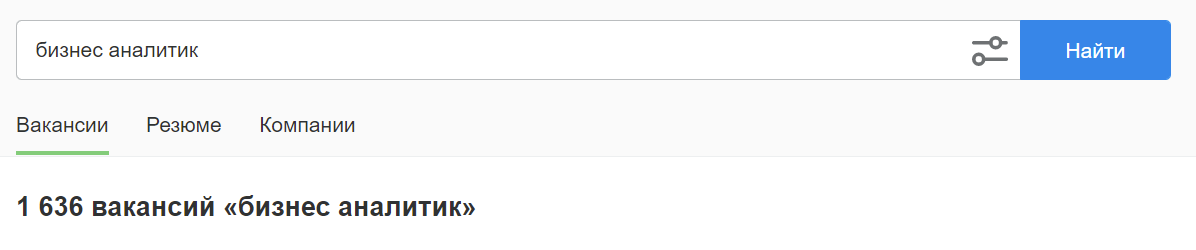 бизнес аналитик
Найти
Вакансии Резюме Компании
1 636 вакансий «бизнес аналитик»